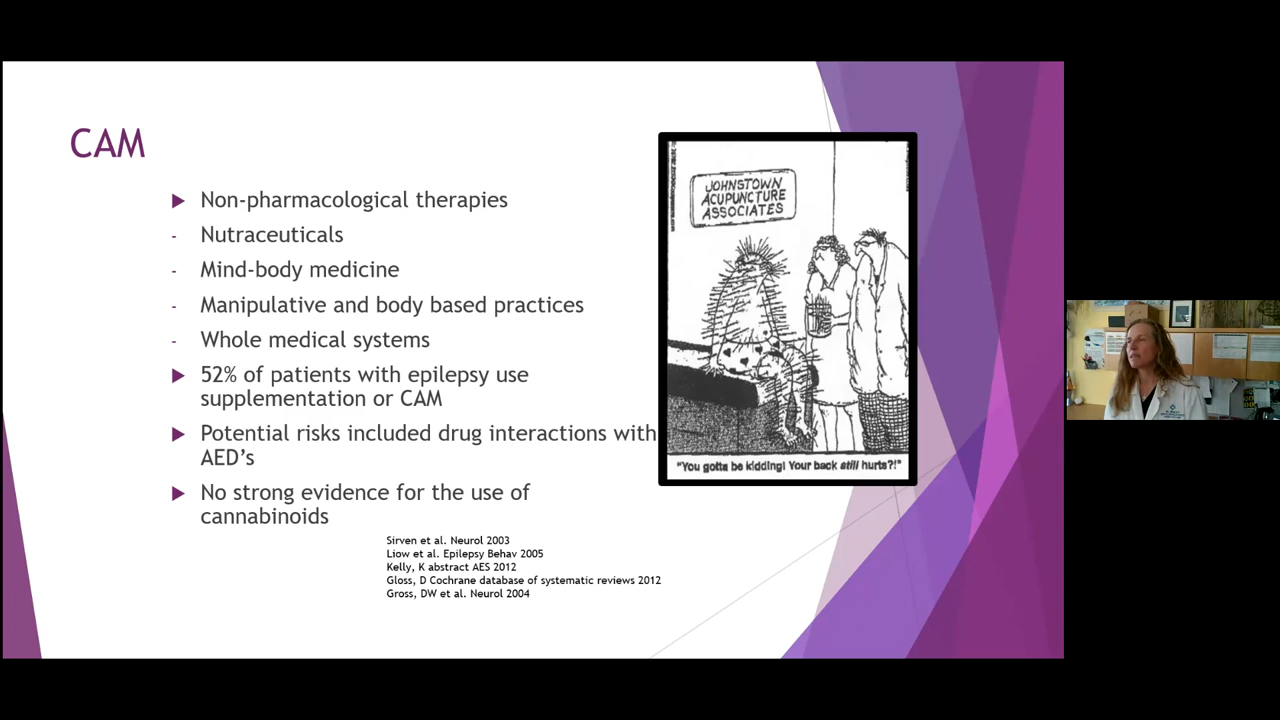 CAM
Non-pharmacological therapies
- Nutraceuticals
- Mind-body medicine
- Manipulative and body based practices
- Whole medical systems
52% of patients with epilepsy use
supplementation or CAM
Potential risks included drug interactions with
AED’s
No strong evidence for the use of
cannabinoids
Sirven et al. Neurol 2003
Liow et al. Epilepsy Behav 2005
Kelly, K abstract AES 2012
Gloss, D Cochrane database of systematic reviews 2012
Gross, DW et al. Neurol 2004
JOHNSTOWN
ACUPUNCTURE
ASSOCIATES
"You gotta be kidding! Your back still hurts?!"